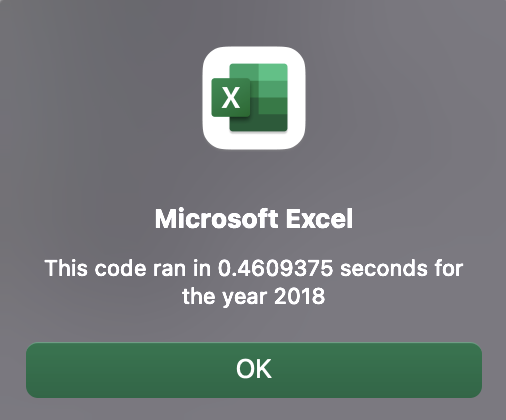 X
Microsoft Excel
This code ran in 0.4609375 seconds for
the year 2018
OK